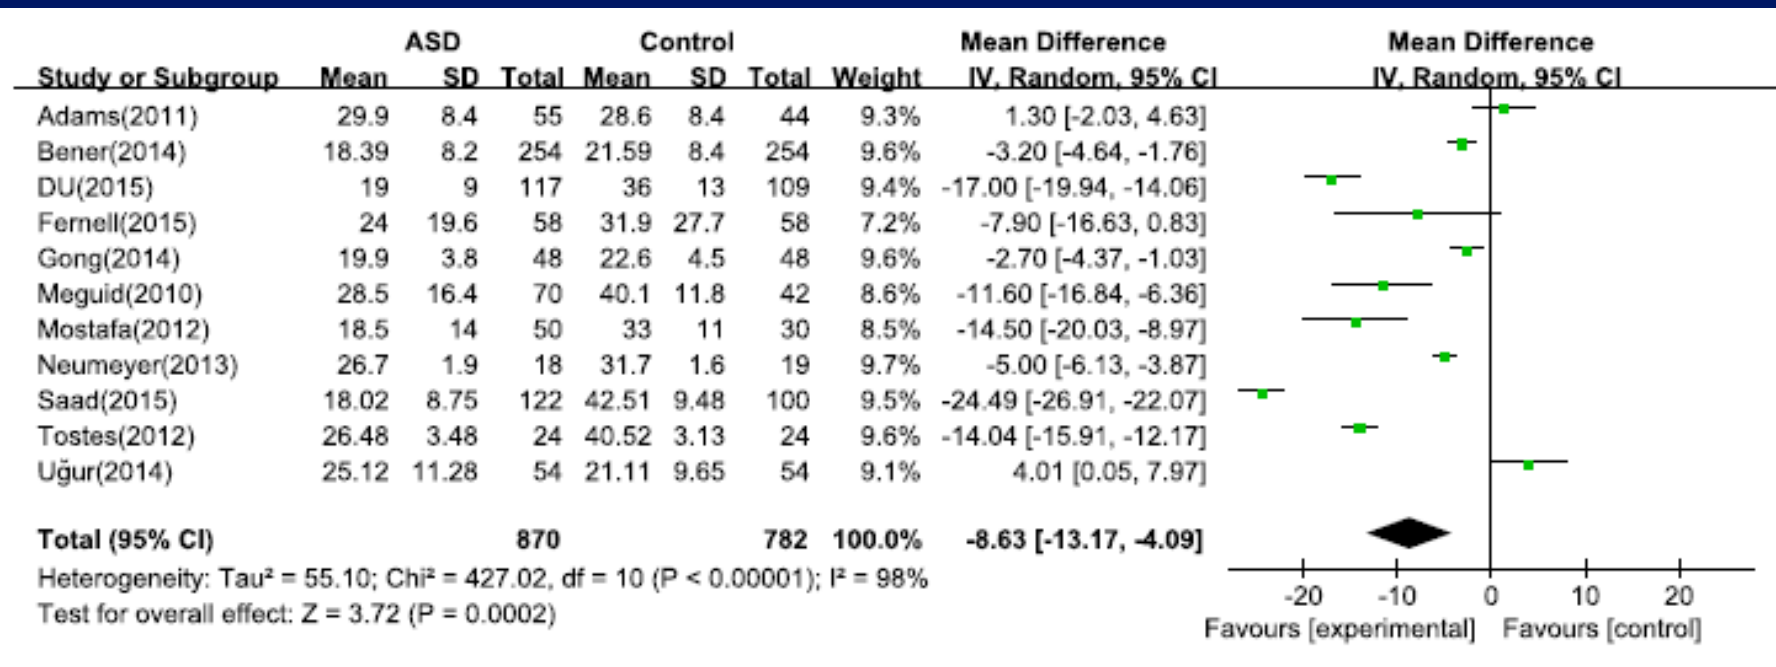 ASD Control Mean Difference Mean Difference
Study or Subgroup Mean SD Total Mean SD Total Weight IV, Random, 95% CI IV, Random, 95% CI
Adams(2011) 29.9 8.4 55 28.6 8.4 44 9.3% 1.30 [-2.03, 4.63]
Bener(2014) 18.39 8.2 254 21.59 8.4 254 9.6% -3.20 [-4.64, -1.76]
DU(2015) 19 9 117 36 13 109 9.4% -17.00 [-19.94, -14.06]
Fernell(2015) 24 19.6 58 31.9 27.7 58 7.2% -7.90 [-16.63, 0.83]
Gong(2014) 19.9 3.8 48 22.6 4.5 48 9.6% -2.70 [-4.37, -1.03]
Meguid(2010) 28.5 16.4 70 40.1 11.8 42 8.6% -11.60 [-16.84, -6.36]
Mostafa(2012) 18.5 14 50 33 11 30 8.5% -14.50 [-20.03, -8.97]
Neumeyer(2013) 26.7 1.9 18 31.7 1.6 19 9.7% -5.00 [-6.13, -3.87]
Saad(2015) 18.02 8.75 122 42.51 9.48 100 9.5% -24.49 [-26.91, -22.07]
Tostes(2012) 26.48 3.48 24 40.52 3.13 24 9.6% -14.04 [-15.91, -12.17]
Uğur(2014) 25.12 11.28 54 21.11 9.65 54 9.1% 4.01 [0.05, 7.97]
Total (95% CI) 870 782 100.0% -8.63 [-13.17, -4.09]
Heterogeneity: Tau² = 55.10; Chi² = 427.02, df = 10 (P < 0.00001); I² = 98%
Test for overall effect: Z = 3.72 (P = 0.0002)
-20 -10 0 10 20
Favours [experimental] Favours [control]